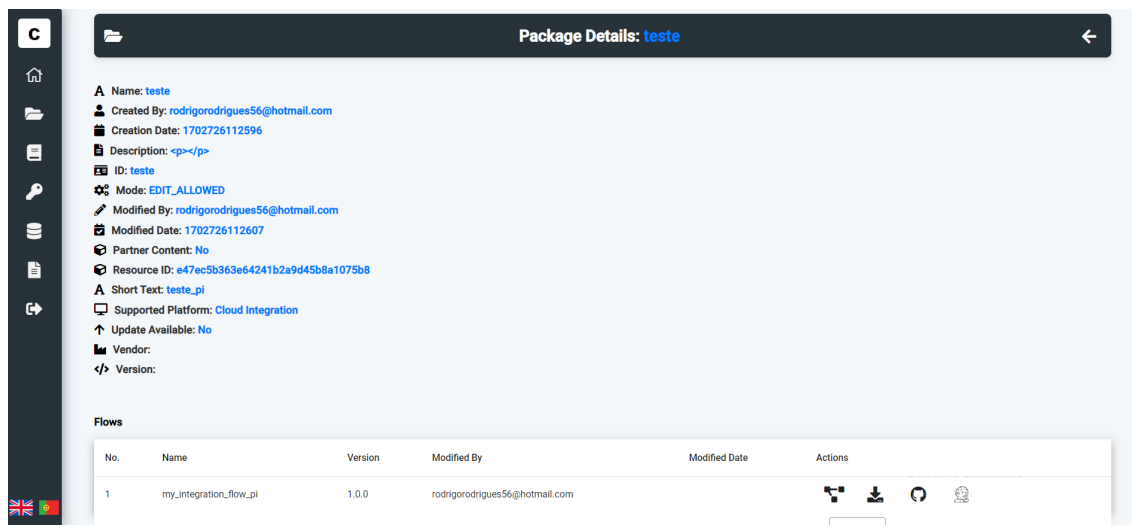 C
Package Details: teste
Name: teste
Created By: rodrigorodrigues56@hotmail.com
Creation Date: 1702726112596
Description: <p></p>
ID: teste
Mode: EDIT_ALLOWED
Modified By: rodrigorodrigues56@hotmail.com
Modified Date: 1702726112607
Partner Content: No
Resource ID: e47ec5b363e64241b2a9d45b8a1075b8
Short Text: teste_pi
Supported Platform: Cloud Integration
Update Available: No
Vendor:
Version:
Flows
No. Name Version Modified By Modified Date Actions
1 my_integration_flow_pi 1.0.0 rodrigorodrigues56@hotmail.com